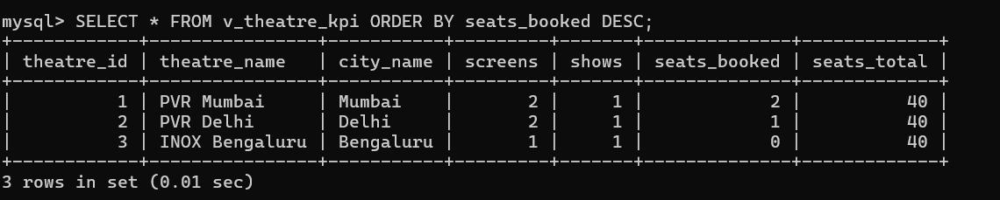 mysql> SELECT * FROM v_theatre_kpi ORDER BY seats_booked DESC;
+------------+-----------------+-----------+---------+-------+--------------+-------------+
| theatre_id | theatre_name    | city_name | screens | shows | seats_booked | seats_total |
+------------+-----------------+-----------+---------+-------+--------------+-------------+
|          1 | PVR Mumbai      | Mumbai    |       2 |     1 |            2 |          40 |
|          2 | PVR Delhi       | Delhi     |       2 |     1 |            1 |          40 |
|          3 | INOX Bengaluru  | Bengaluru |       1 |     1 |            0 |          40 |
+------------+-----------------+-----------+---------+-------+--------------+-------------+
3 rows in set (0.01 sec)